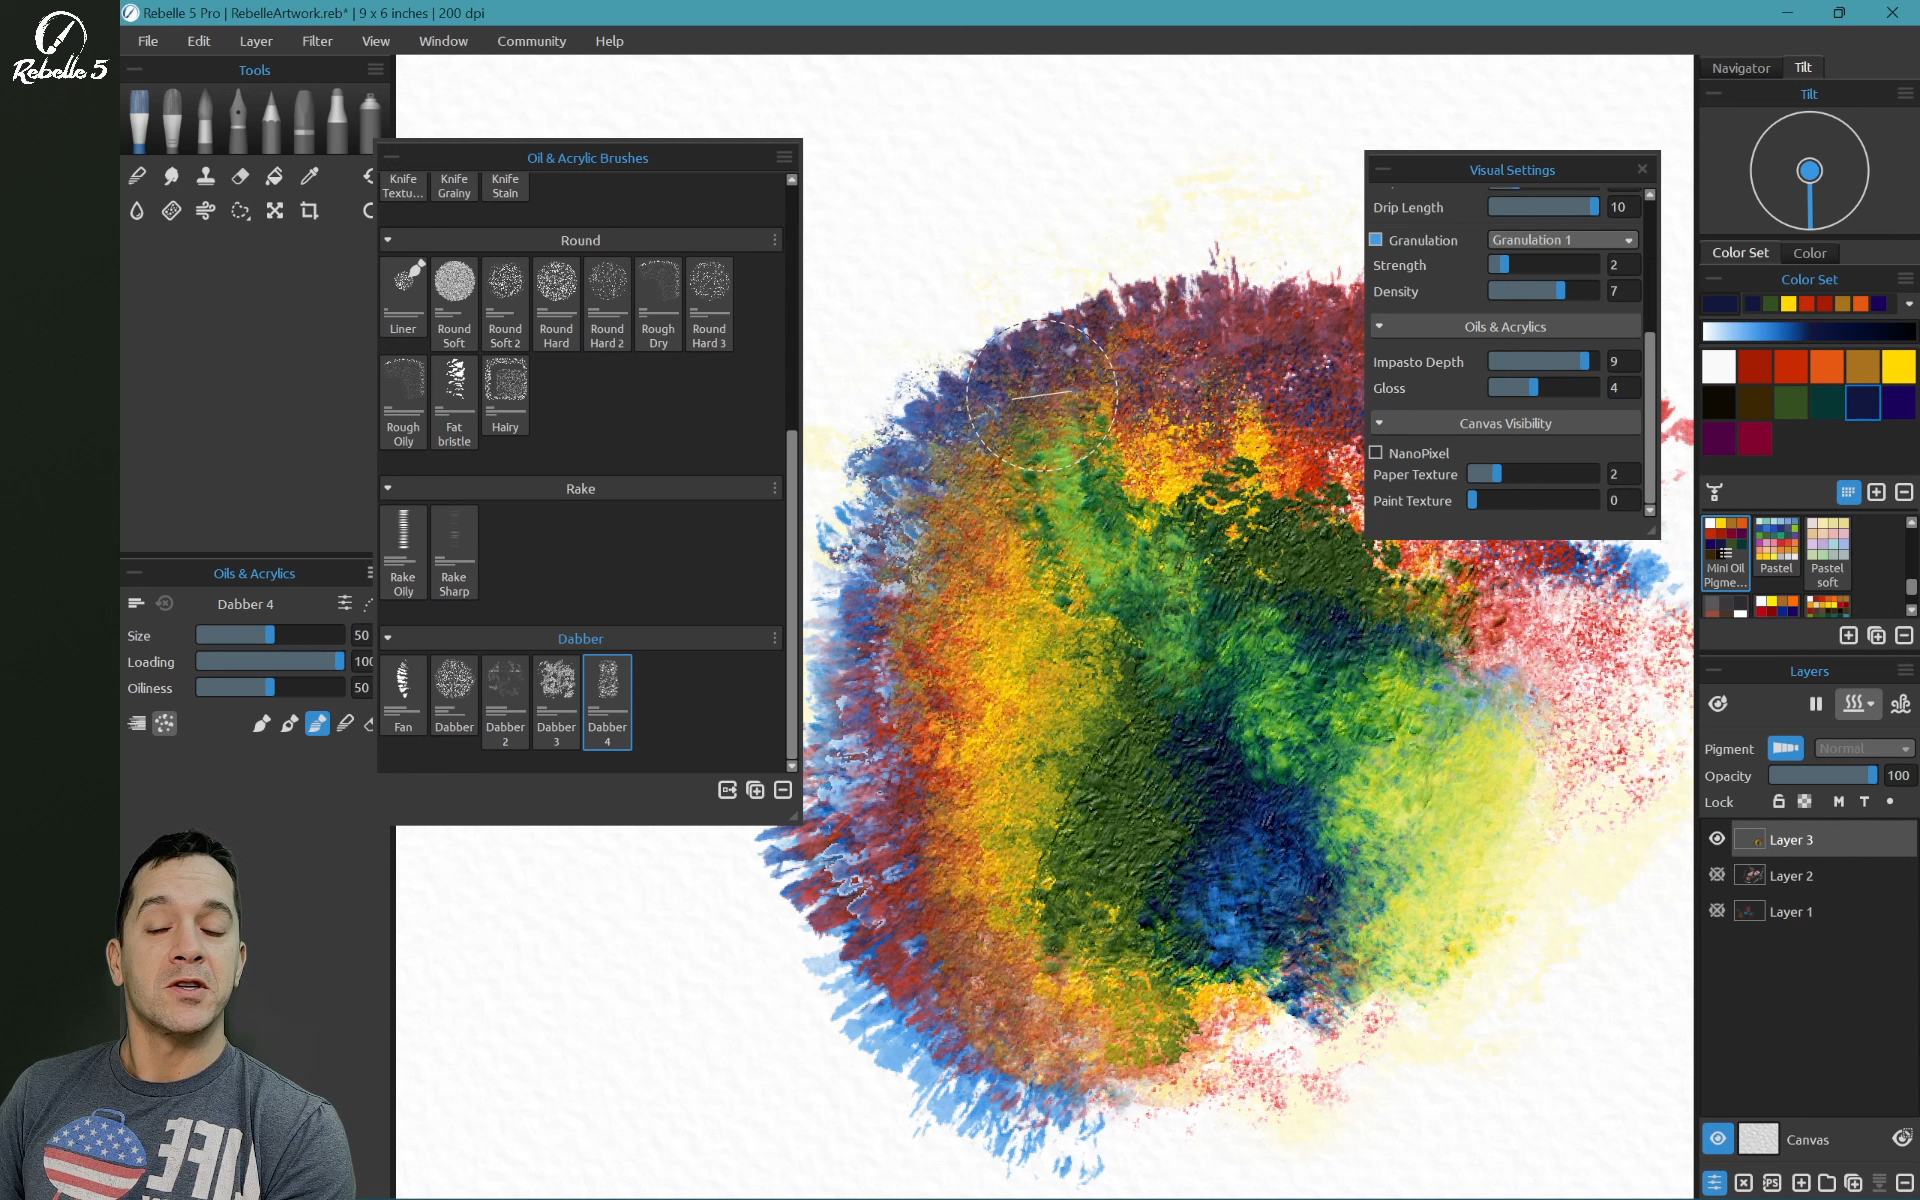 Rebelle 5 Pro | RebelleArtwork.reb* | 9 x 6 inches | 200 dpi
Rebelle 5
File Edit Layer Filter View Window Community Help
Tools
Oil & Acrylic Brushes
Knife Textu...
Knife Grainy
Knife Stain
Round
Liner
Round Soft
Round Soft 2
Round Hard
Round Hard 2
Rough Dry
Round Hard 3
Rough Oily
Fat bristle
Hairy
Rake
Rake Oily
Rake Sharp
Dabber
Fan
Dabber
Dabber 2
Dabber 3
Dabber 4
Oils & Acrylics
Dabber 4
Size 50
Loading 100
Oiliness 50
Visual Settings
Drip Length 10
Granulation Granulation 1
Strength 2
Density 7
Oils & Acrylics
Impasto Depth 9
Gloss 4
Canvas Visibility
NanoPixel
Paper Texture 2
Paint Texture 0
Navigator Tilt
Tilt
Color Set Color
Color Set
Mini Oil Pigme...
Pastel
Pastel soft
Layers
Pigment Normal
Opacity 100
Lock M T
Layer 3
Layer 2
Layer 1
Canvas
PS
LIFE